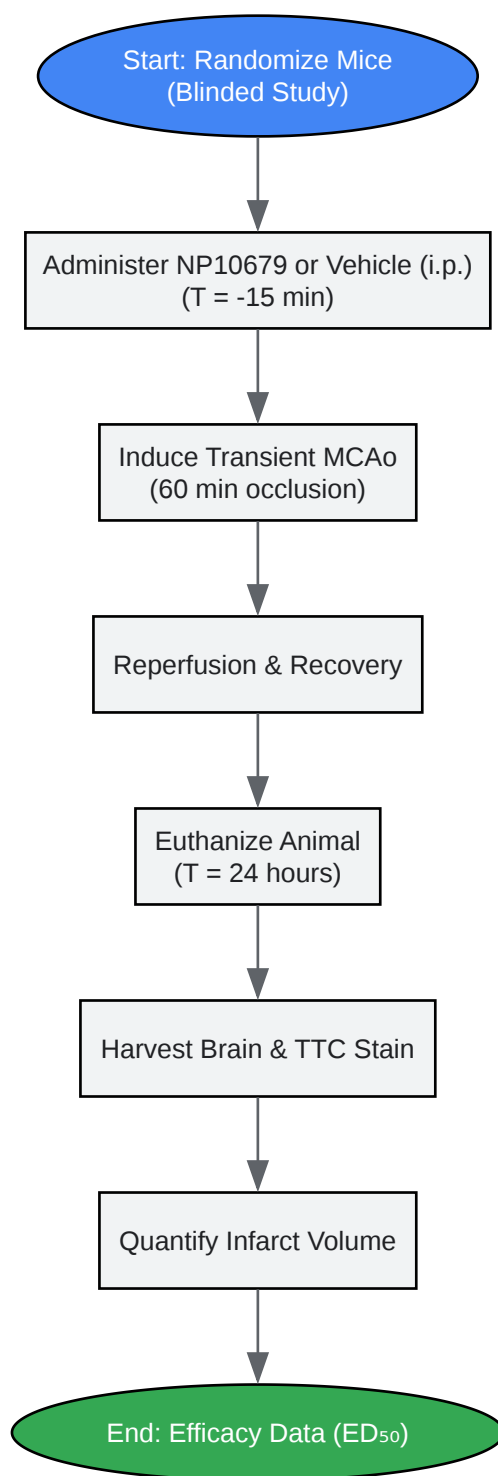 Start: Randomize Mice
(Blinded Study)
Administer NP10679 or Vehicle (i.p.)
(T = -15 min)
Induce Transient MCAo
(60 min occlusion)
Reperfusion & Recovery
Euthanize Animal
(T = 24 hours)
Harvest Brain & TTC Stain
Quantify Infarct Volume
End: Efficacy Data (ED₅₀)